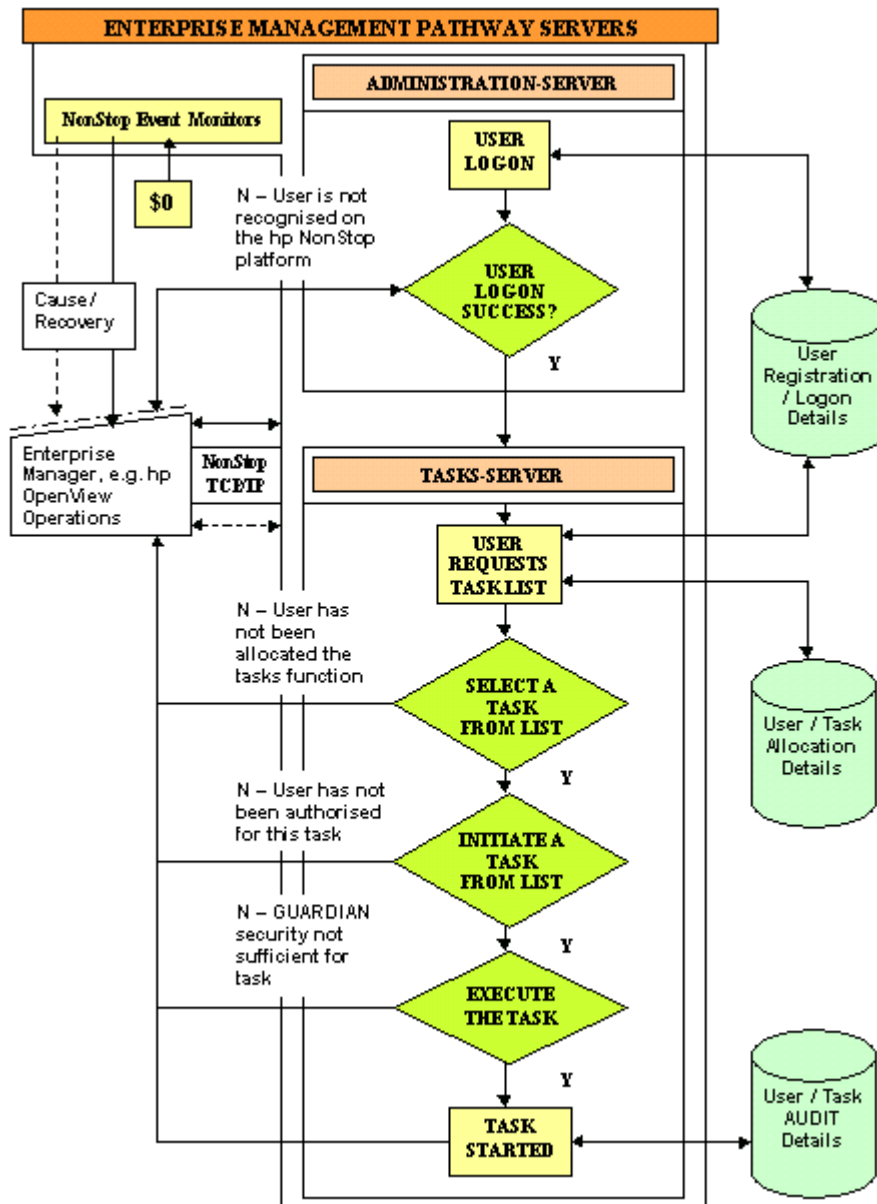 ENTERPRISE MANAGEMENT PATHWAY SERVERS
ADMINISTRATION-SERVER
NonStop Event Monitors
$0
USER
LOGON
N – User is not
recognised on
the hp NonStop
platform
USER
LOGON
SUCCESS?
Y
Cause/
Recovery
User
Registration
/ Logon
Details
Enterprise
Manager, e.g. hp
OpenView
Operations
NonStop
TCP/IP
TASKS-SERVER
USER
REQUESTS
TASK LIST
N – User has
not been
allocated the
tasks function
SELECT A
TASK
FROM LIST
Y
User / Task
Allocation
Details
N – User has not
been authorised
for this task
INITIATE A
TASK
FROM LIST
Y
N – GUARDIAN
security not
sufficient for
task
EXECUTE
THE TASK
Y
TASK
STARTED
User / Task
AUDIT
Details